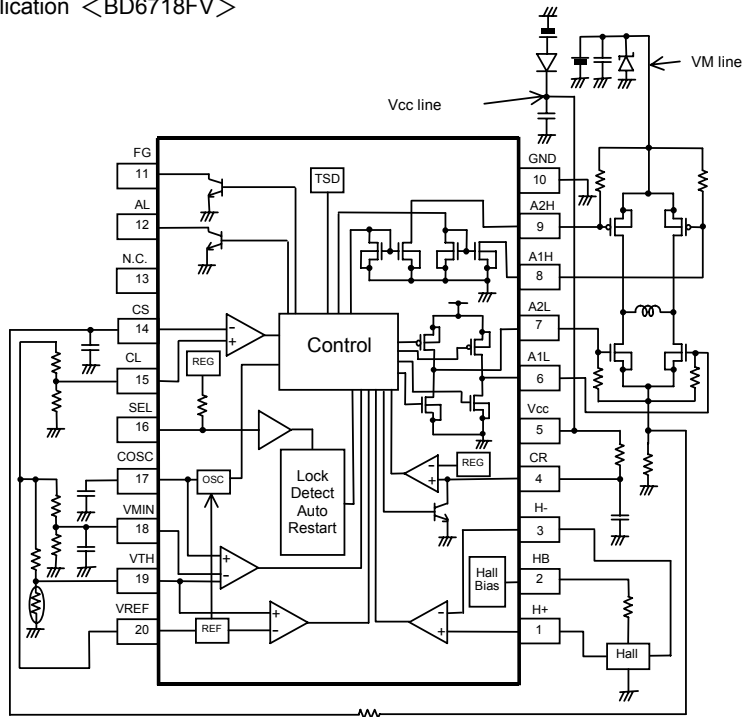 lication <BD6718FV>
VM line
Vcc line
FG
11
AL
12
N.C.
13
CS
14
CL
15
SEL
16
COSC
17
VMIN
18
VTH
19
VREF
20
TSD
Control
REG
OSC
Lock
Detect
Auto
Restart
REF
REG
Hall
Bias
GND
10
A2H
9
A1H
8
A2L
7
A1L
6
Vcc
5
CR
4
H-
3
HB
2
H+
1
Hall